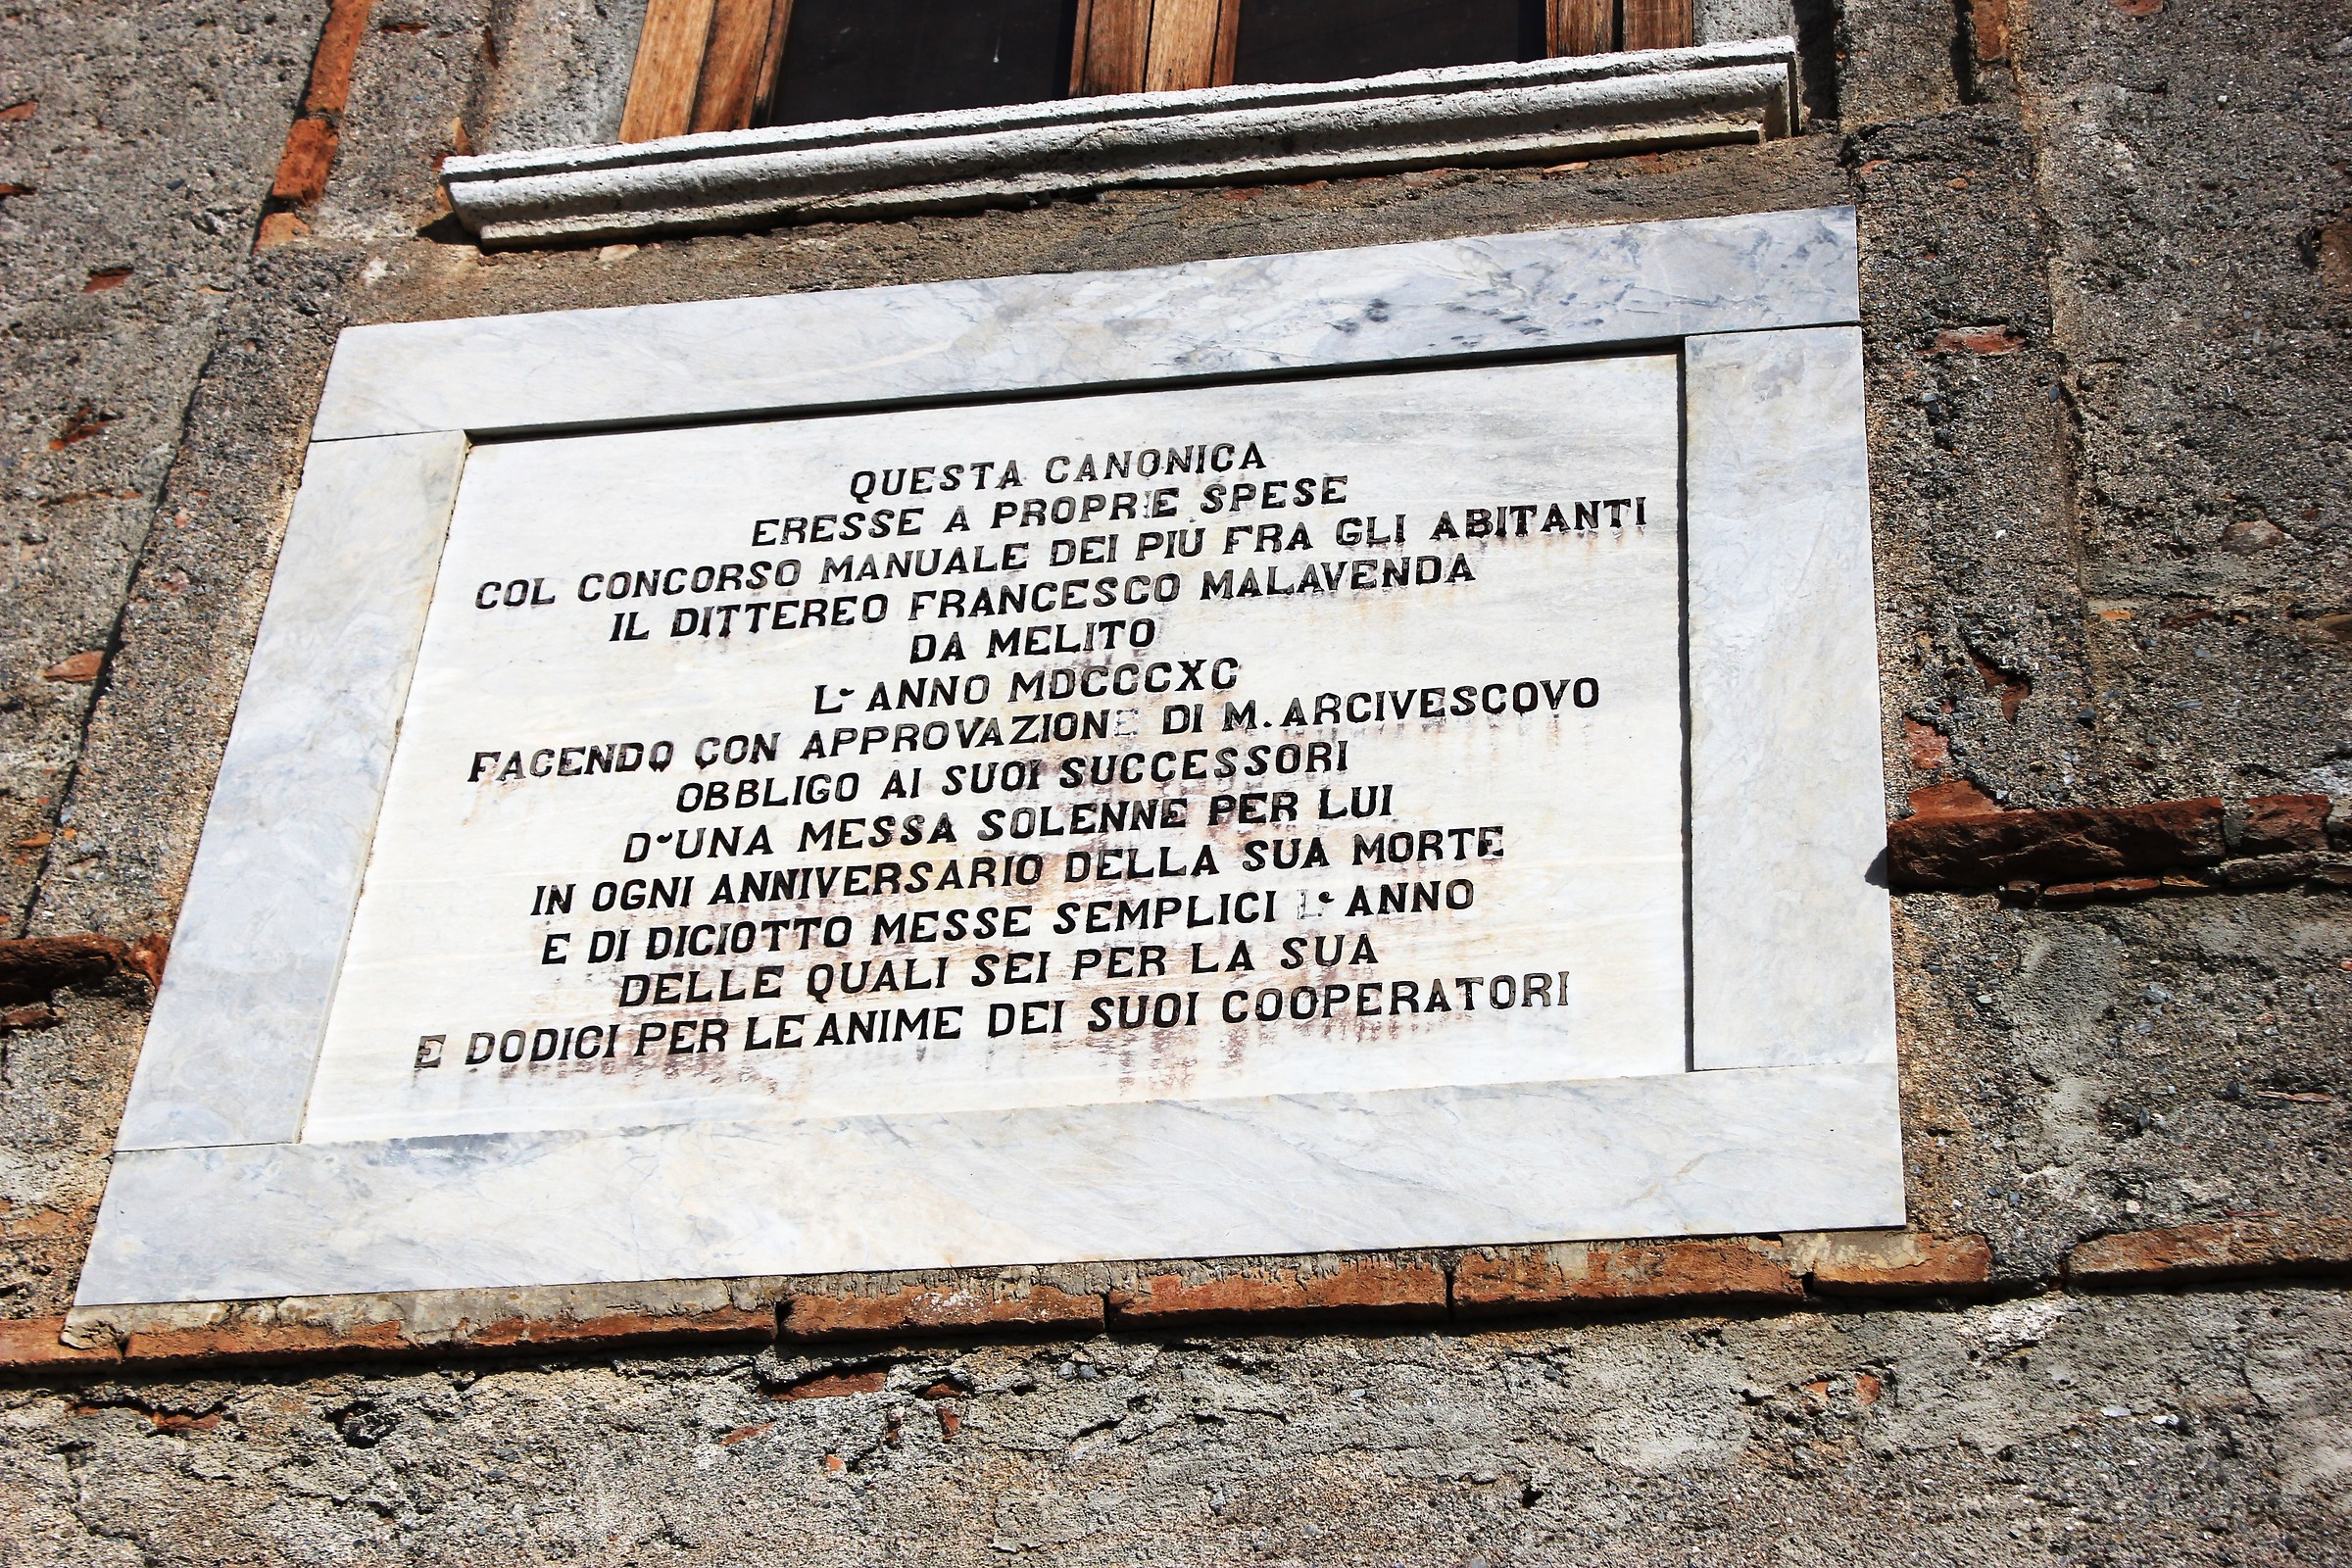 QUESTA CANONICA
ERESSE A PROPRIE SPESE
COL CONCORSO MANUALE DEI PIÙ FRA GLI ABITANTI
IL DITTEREO FRANCESCO MALAVENDA
DA MELITO
L'ANNO MDCCCXC
FACENDO CON APPROVAZIONE DI M. ARCIVESCOVO
OBBLIGO AI SUOI SUCCESSORI
D'UNA MESSA SOLENNE PER LUI
IN OGNI ANNIVERSARIO DELLA SUA MORTE
E DI DICIOTTO MESSE SEMPLICI L'ANNO
DELLE QUALI SEI PER LA SUA
E DODICI PER LE ANIME DEI SUOI COOPERATORI